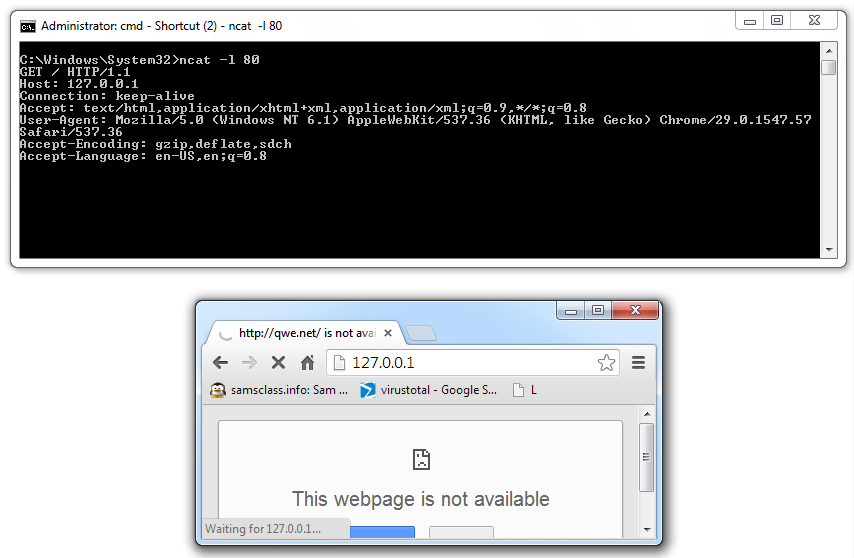 Administrator: cmd - Shortcut (2) - ncat -l 80
C:\Windows\System32>ncat -l 80
GET / HTTP/1.1
Host: 127.0.0.1
Connection: keep-alive
Accept: text/html,application/xhtml+xml,application/xml;q=0.9,*/*;q=0.8
User-Agent: Mozilla/5.0 (Windows NT 6.1) AppleWebKit/537.36 (KHTML, like Gecko) Chrome/29.0.1547.57
Safari/537.36
Accept-Encoding: gzip,deflate,sdch
Accept-Language: en-US,en;q=0.8
http://qwe.net/ is not avai
127.0.0.1
samsclass.info: Sam ... virustotal - Google S... L
This webpage is not available
Waiting for 127.0.0.1...